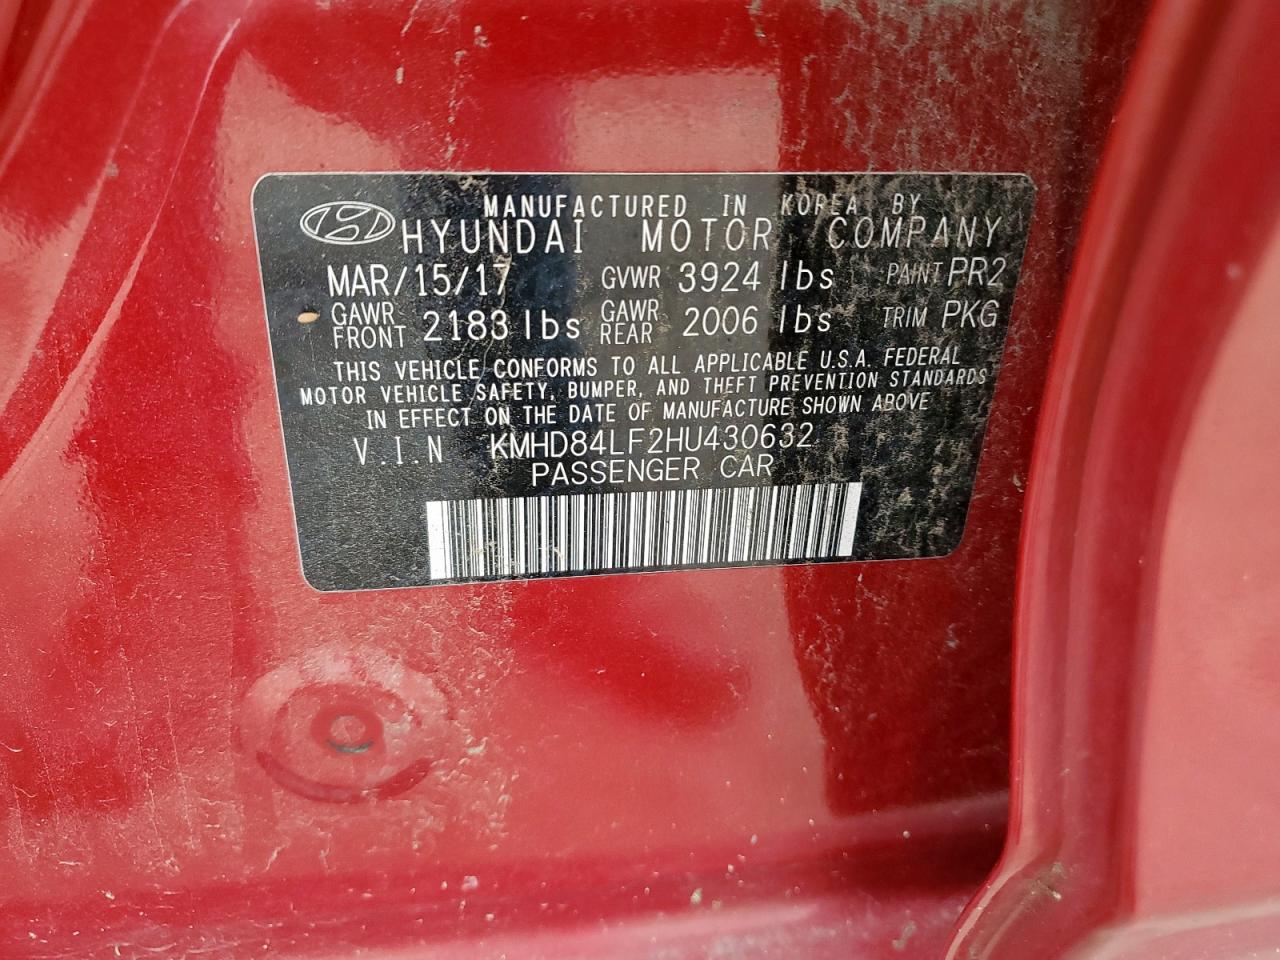 MANUFACTURED IN KOREA BY
HYUNDAI MOTOR COMPANY
MAR/15/17 GVWR 3924 lbs PAINT PR2
GAWR FRONT 2183 lbs GAWR REAR 2006 lbs TRIM PKG
THIS VEHICLE CONFORMS TO ALL APPLICABLE U.S.A. FEDERAL
MOTOR VEHICLE SAFETY, BUMPER, AND THEFT PREVENTION STANDARDS
IN EFFECT ON THE DATE OF MANUFACTURE SHOWN ABOVE
V.I.N KMHD84LF2HU430632
PASSENGER CAR